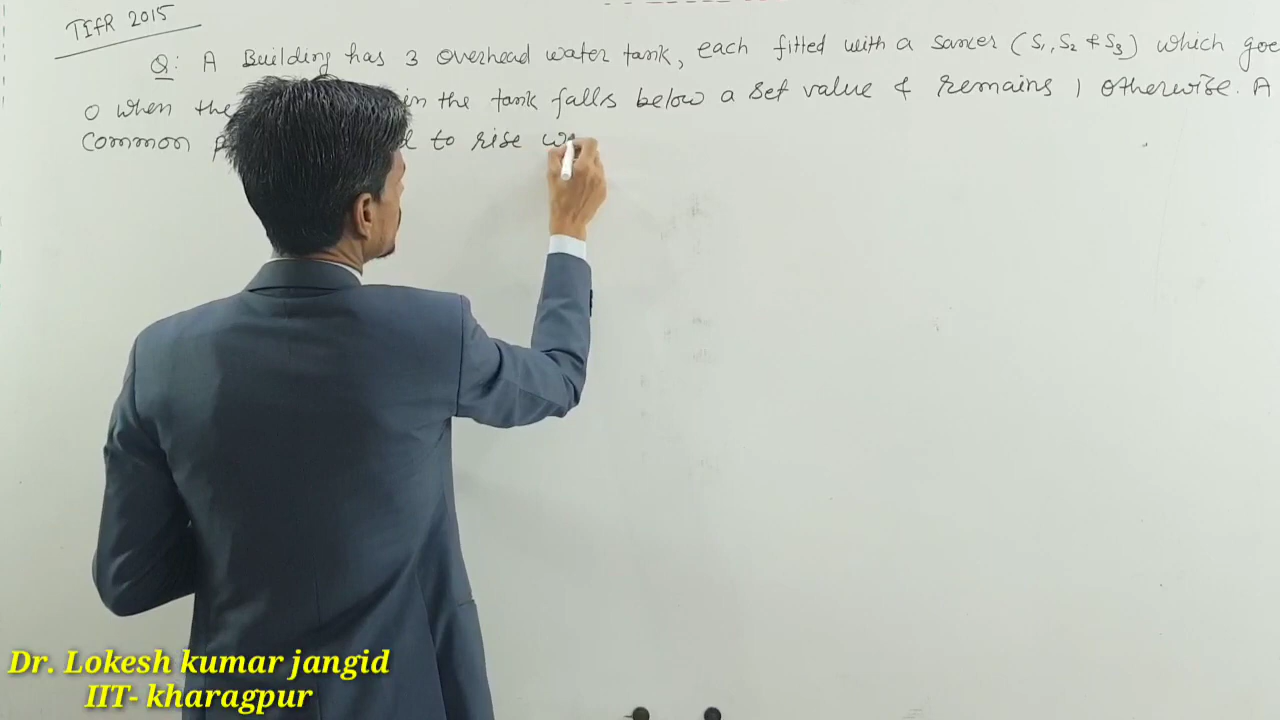 TIfR 2015
Q: A Building has 3 overhead water tank, each fitted with a sancer (S1, S2 & S3) which goe
0 when the in the tank falls below a set value & remains 1 otherwise. A
Common to rise
Dr. Lokesh kumar jangid
IIT- kharagpur